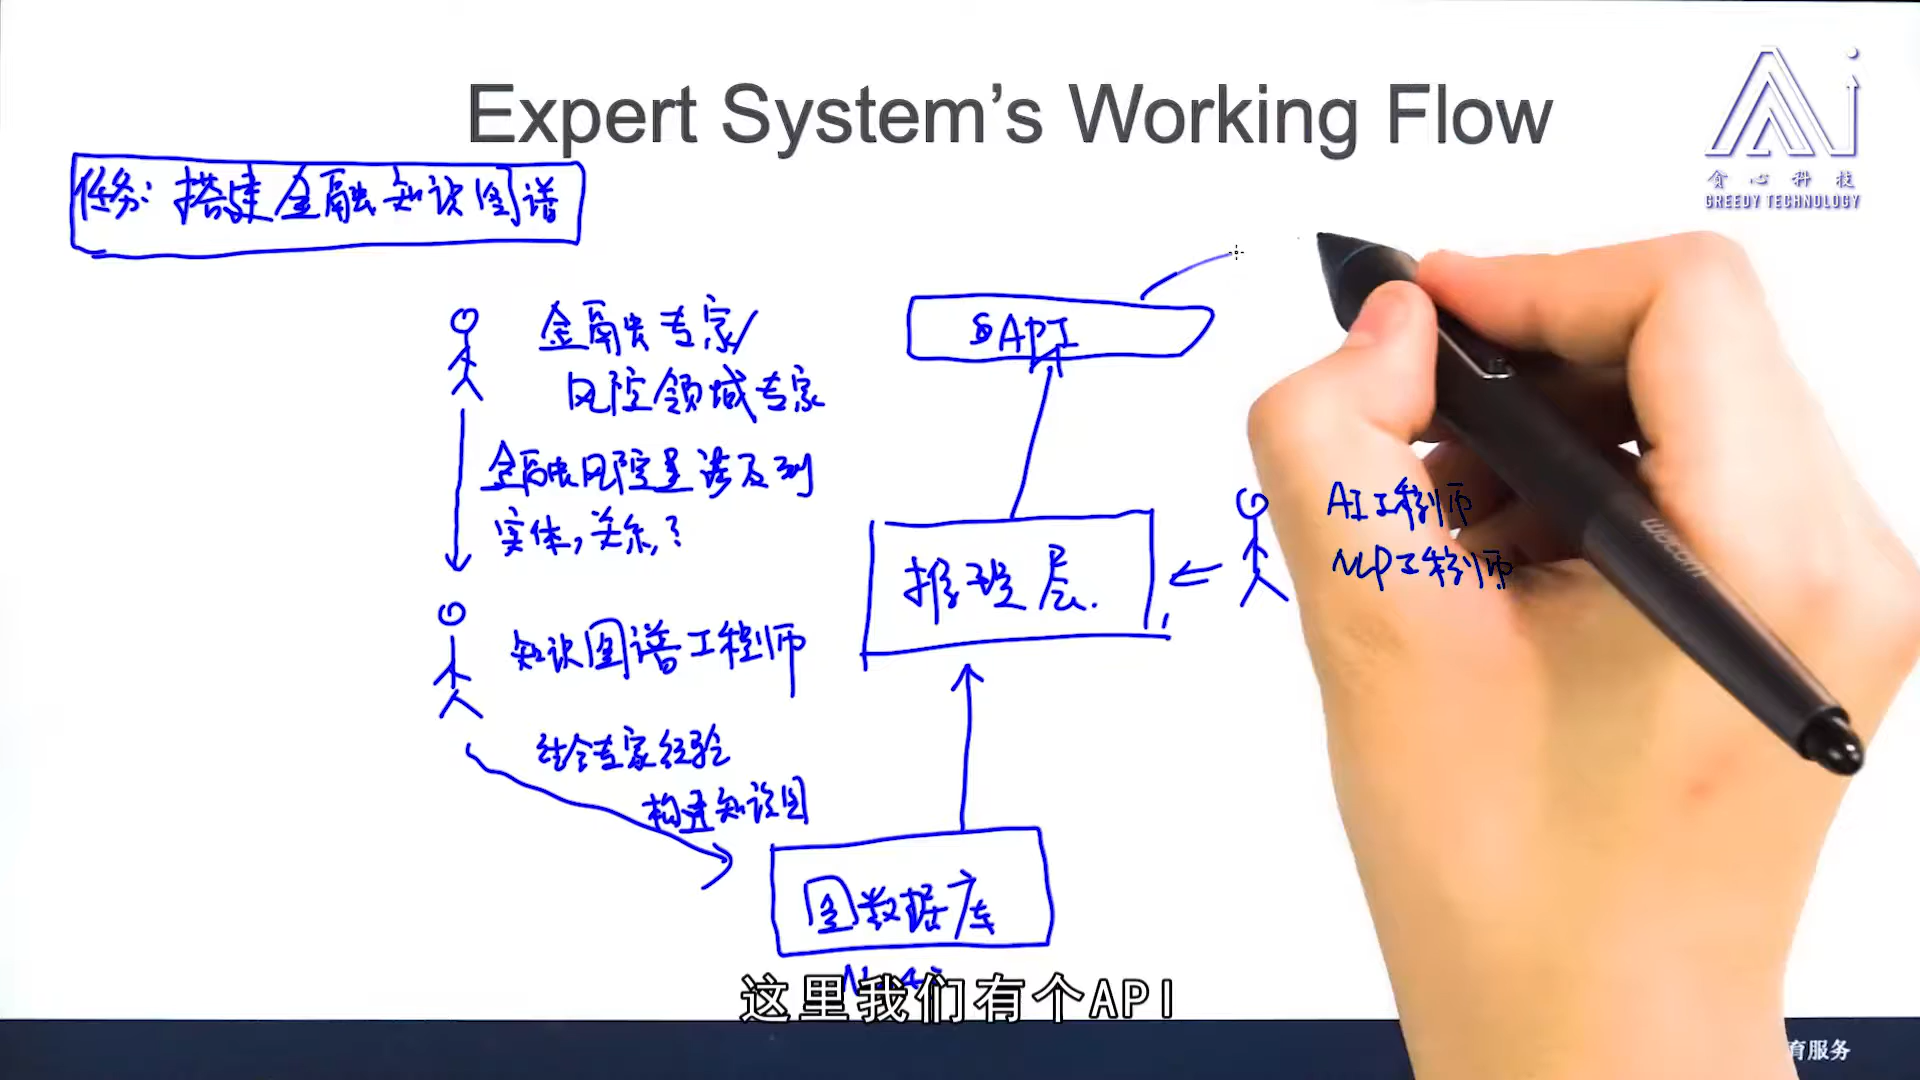 Expert System's Working Flow
Ai
贪心科技
GREEDY TECHNOLOGY
任务：搭建金融知识图谱
金融专家/
风控领域专家
金融风控里涉及到
实体，关系？
知识图谱工程师
结合专家经验
构建知识图
API
推理层.
AI工程师
NLP工程师
图数据库
这里我们有个API
育服务